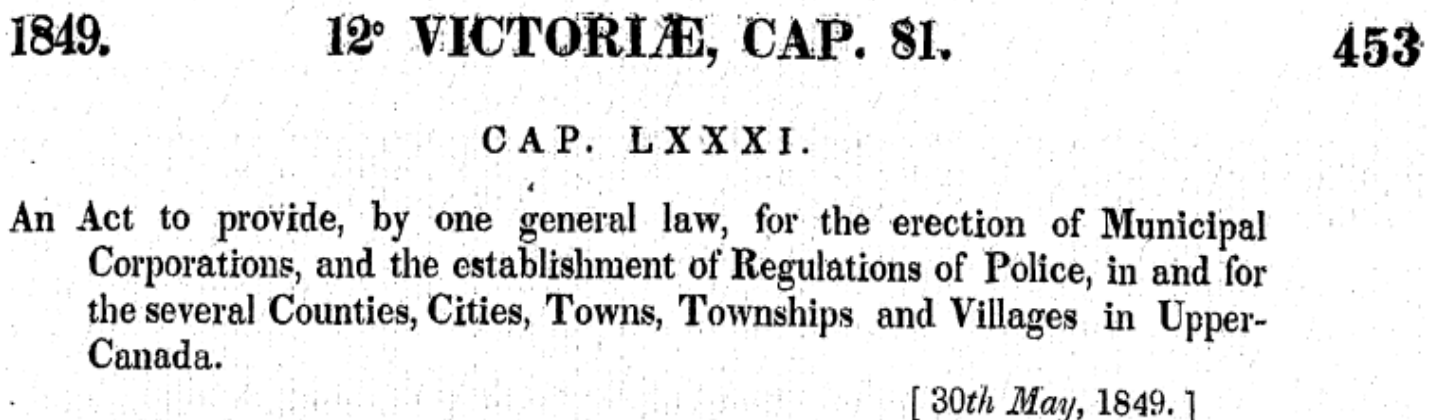 1849. 12° VICTORIÆ, CAP. 81. 453
CAP. LXXXI.
An Act to provide, by one general law, for the erection of Municipal
Corporations, and the establishment of Regulations of Police, in and for
the several Counties, Cities, Towns, Townships and Villages in Upper-
Canada.
[ 30th May, 1849. ]